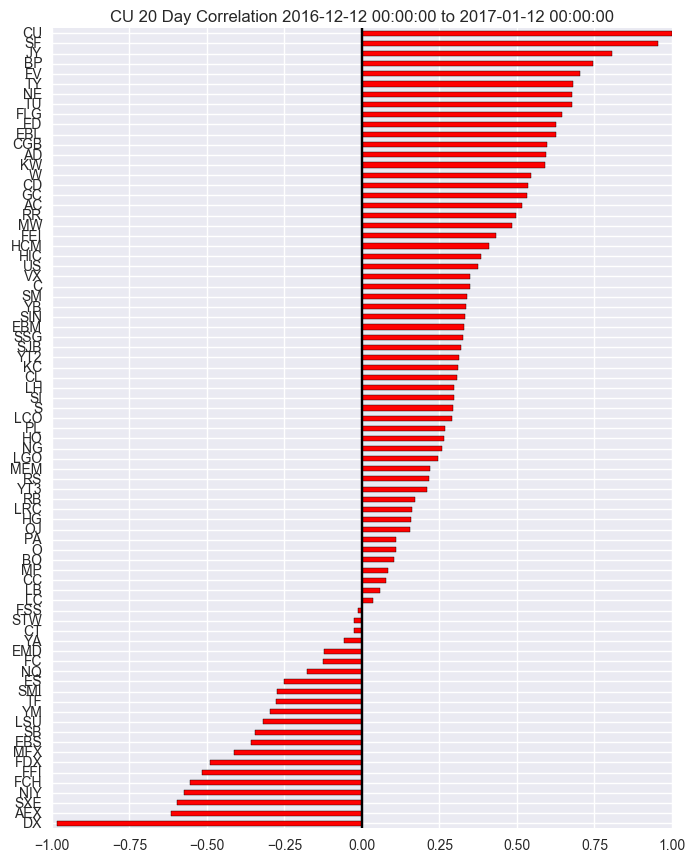 CU 20 Day Correlation 2016-12-12 00:00:00 to 2017-01-12 00:00:00
CU
SF
JY
BP
FV
TY
NE
TU
FLG
ED
EBL
CGB
AD
KW
W
CD
GC
AC
RR
MW
FEI
HCM
HIC
US
VX
C
SM
YB
SIN
EBM
SSG
SJB
YT2
KC
CL
LH
SI
S
LCO
PL
HO
NG
LGO
MEM
RS
YT3
RB
LRC
HG
OJ
PA
O
BO
MP
CC
LB
LC
ESS
STW
CT
YA
EMD
FC
NQ
ES
SMI
TF
YM
LSU
SB
EBS
MFX
FDX
FFI
FCH
NIY
SXE
AEX
DX
−1.00 −0.75 −0.50 −0.25 0.00 0.25 0.50 0.75 1.00